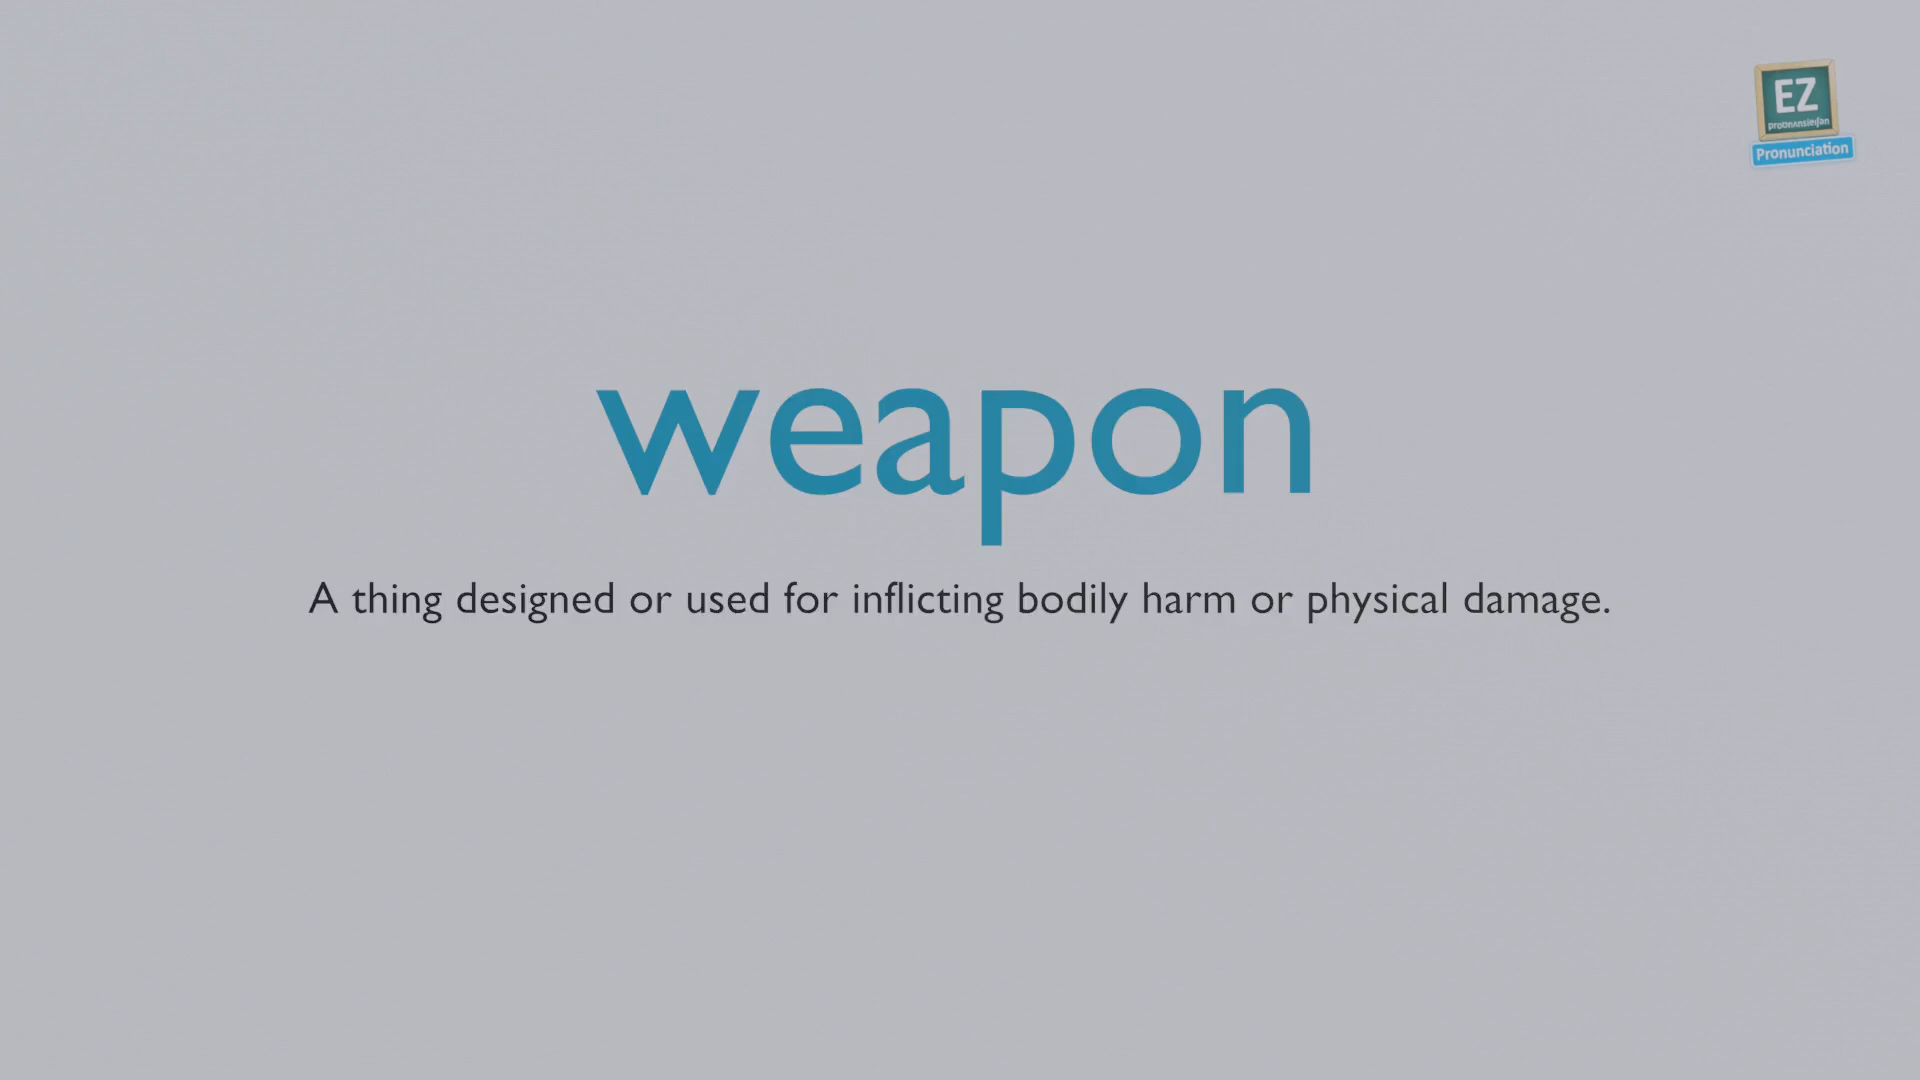 EZ
Pronunciation
weapon
A thing designed or used for inflicting bodily harm or physical damage.